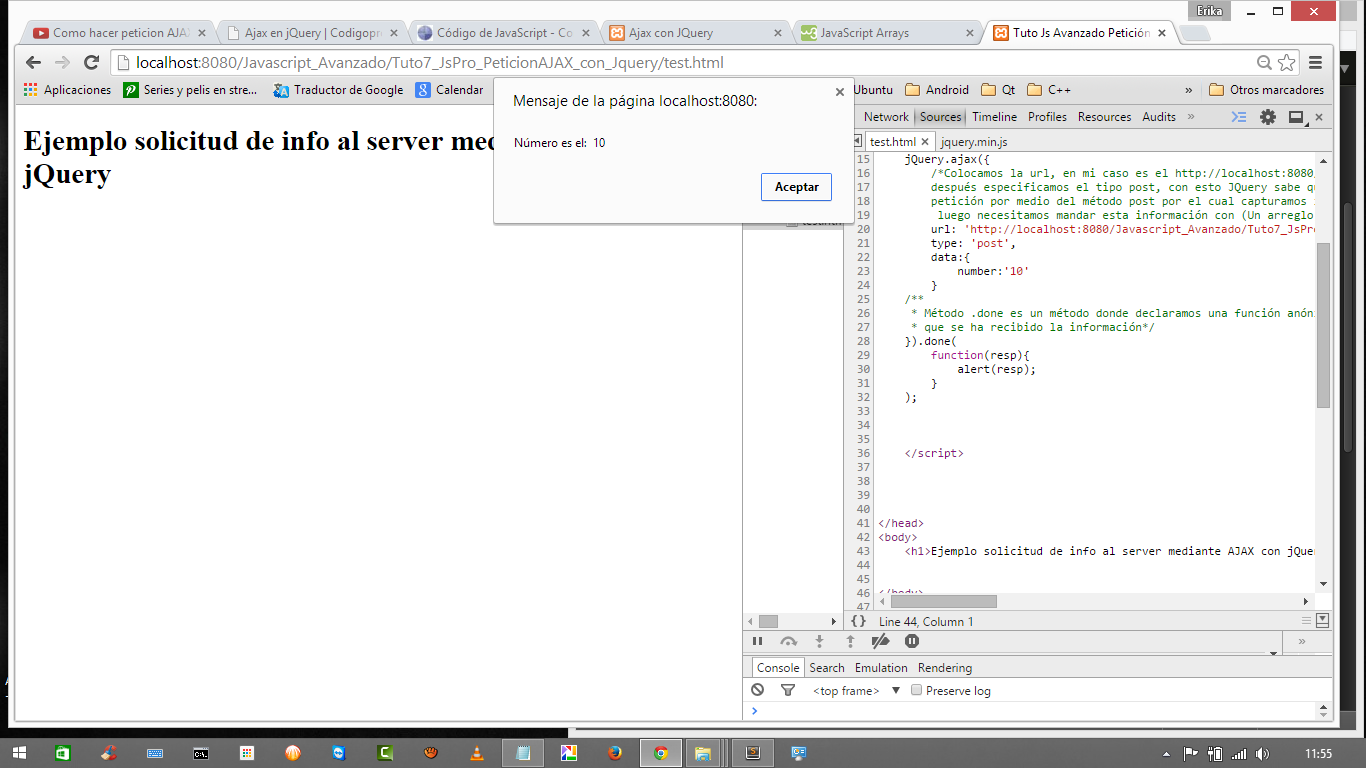 Erika
Como hacer petición AJA
Ajax en jQuery | Codigopr
Código de JavaScript - Co
Ajax con JQuery
JavaScript Arrays
Tuto Js Avanzado Petición
localhost:8080/Javascript_Avanzado/Tuto7_JsPro_PeticionAJAX_con_Jquery/test.html
Aplicaciones
Series y pelis en stre...
Traductor de Google
Calendar
Ubuntu
Android
Qt
C++
»
Otros marcadores
Mensaje de la página localhost:8080:
Número es el: 10
Aceptar
Ejemplo solicitud de info al server med
jQuery
Network Sources Timeline Profiles Resources Audits »
test.html
jquery.min.js
15 jQuery.ajax({
16 /*Colocamos la url, en mi caso es el http://localhost:8080/
17 después especificamos el tipo post, con esto JQuery sabe qu
18 petición por medio del método post por el cual capturamos
19 luego necesitamos mandar esta información con (Un arreglo
20 url: 'http://localhost:8080/Javascript_Avanzado/Tuto7_JsPr
21 type: 'post',
22 data:{
23 number:'10'
24 }
25 /**
26 * Método .done es un método donde declaramos una función anón
27 * que se ha recibido la información*/
28 }).done(
29 function(resp){
30 alert(resp);
31 }
32 );
33
34
35
36 </script>
37
38
39
40
41 </head>
42 <body>
43 <h1>Ejemplo solicitud de info al server mediante AJAX con jQue
44
45
46 </body>
47
{} Line 44, Column 1
»
Console Search Emulation Rendering
<top frame> ▼ Preserve log
>
11:55